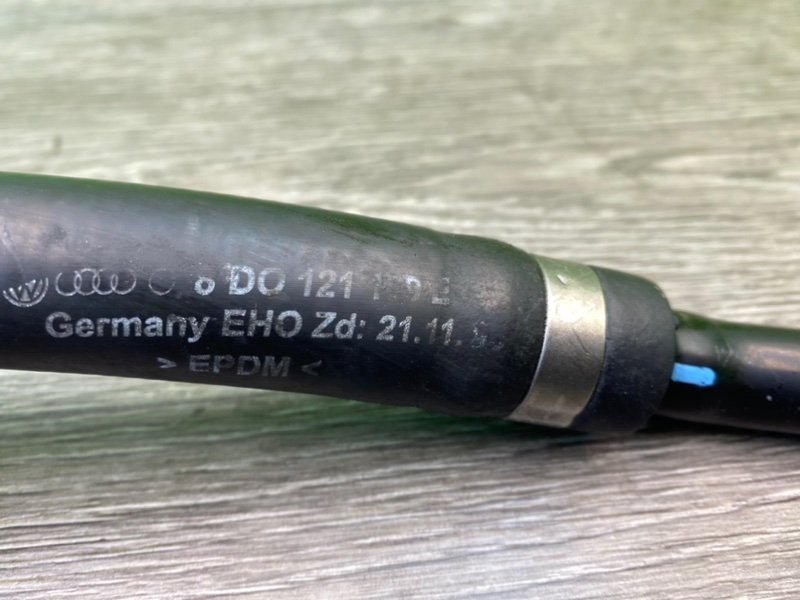 DO 121
Germany EHO Zd: 21.11.
> EPDM <